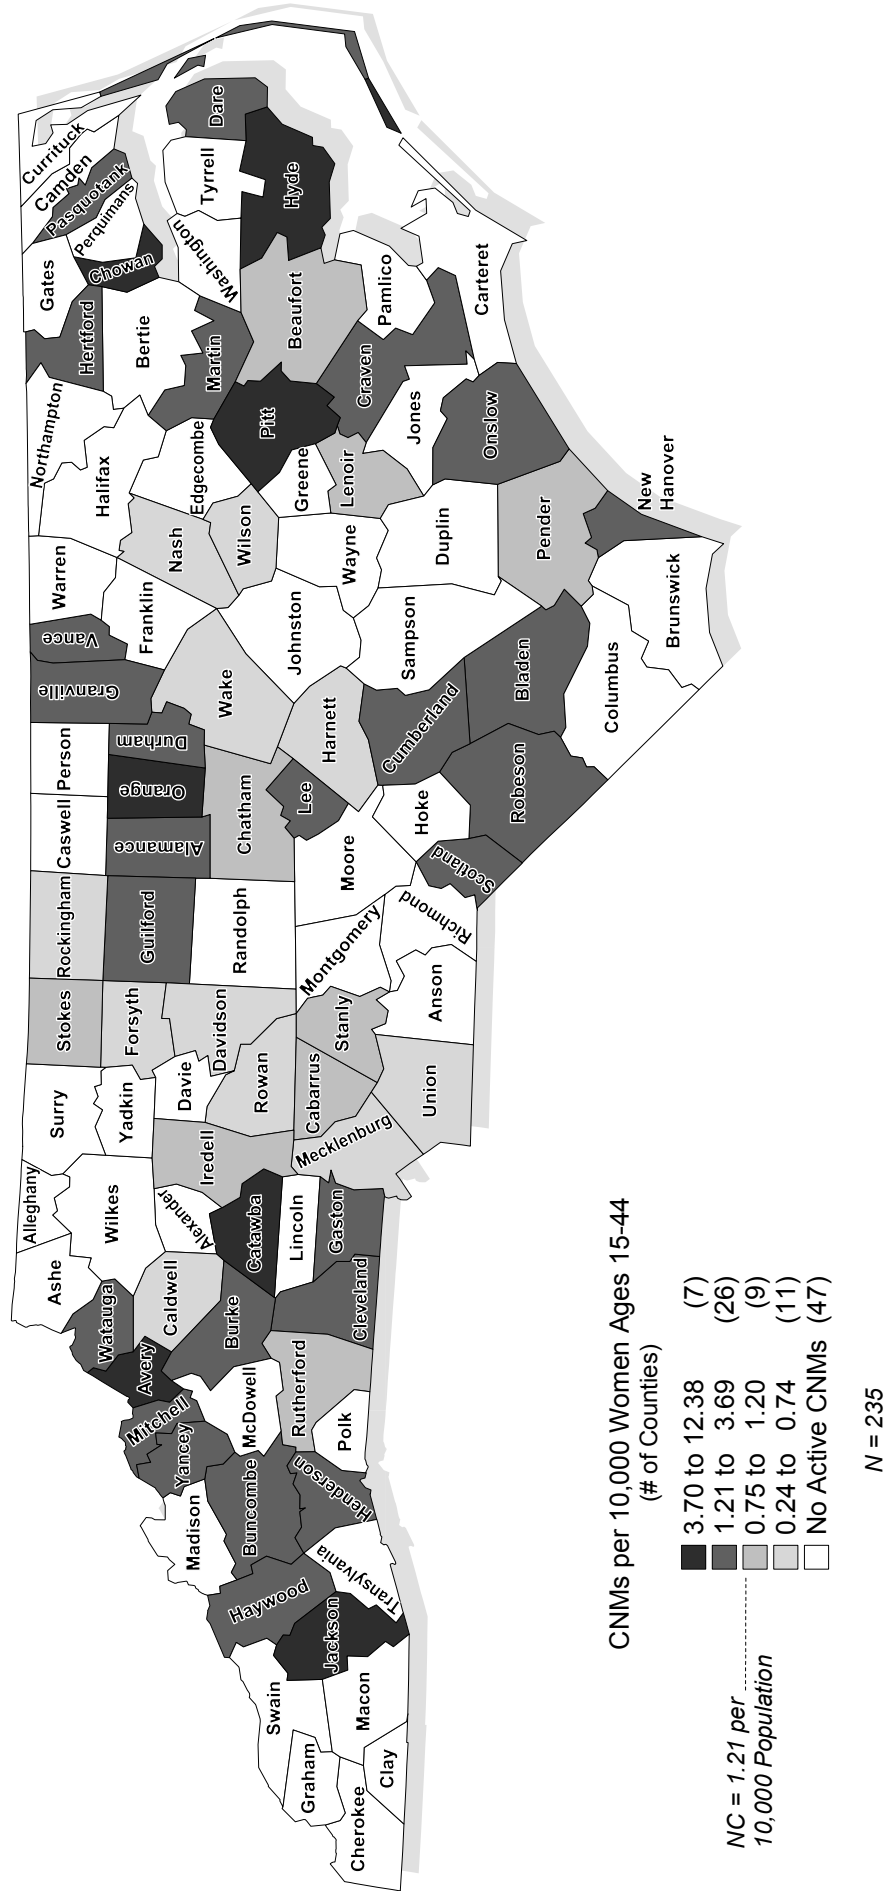 Cherokee
Graham
Clay
Swain
Macon
Jackson
Haywood
Transylvania
Madison
Buncombe
Henderson
Yancey
Mitchell
McDowell
Polk
Rutherford
Avery
Watauga
Burke
Caldwell
Cleveland
Ashe
Alleghany
Wilkes
Alexander
Catawba
Lincoln
Gaston
Surry
Yadkin
Iredell
Davie
Rowan
Mecklenburg
Cabarrus
Union
Stokes
Forsyth
Davidson
Stanly
Anson
Rockingham
Guilford
Randolph
Montgomery
Richmond
Caswell
Alamance
Chatham
Moore
Scotland
Hoke
Person
Orange
Durham
Lee
Harnett
Cumberland
Robeson
Granville
Vance
Wake
Johnston
Sampson
Bladen
Columbus
Warren
Franklin
Nash
Wilson
Wayne
Duplin
Pender
Brunswick
New
Hanover
Northampton
Halifax
Edgecombe
Pitt
Greene
Lenoir
Jones
Onslow
Hertford
Bertie
Martin
Beaufort
Craven
Pamlico
Carteret
Gates
Chowan
Perquimans
Pasquotank
Camden
Currituck
Washington
Tyrrell
Hyde
Dare
CNMs per 10,000 Women Ages 15-44
(# of Counties)
3.70 to 12.38 (7)
1.21 to 3.69 (26)
0.75 to 1.20 (9)
0.24 to 0.74 (11)
No Active CNMs (47)
NC = 1.21 per
10,000 Population
N = 235